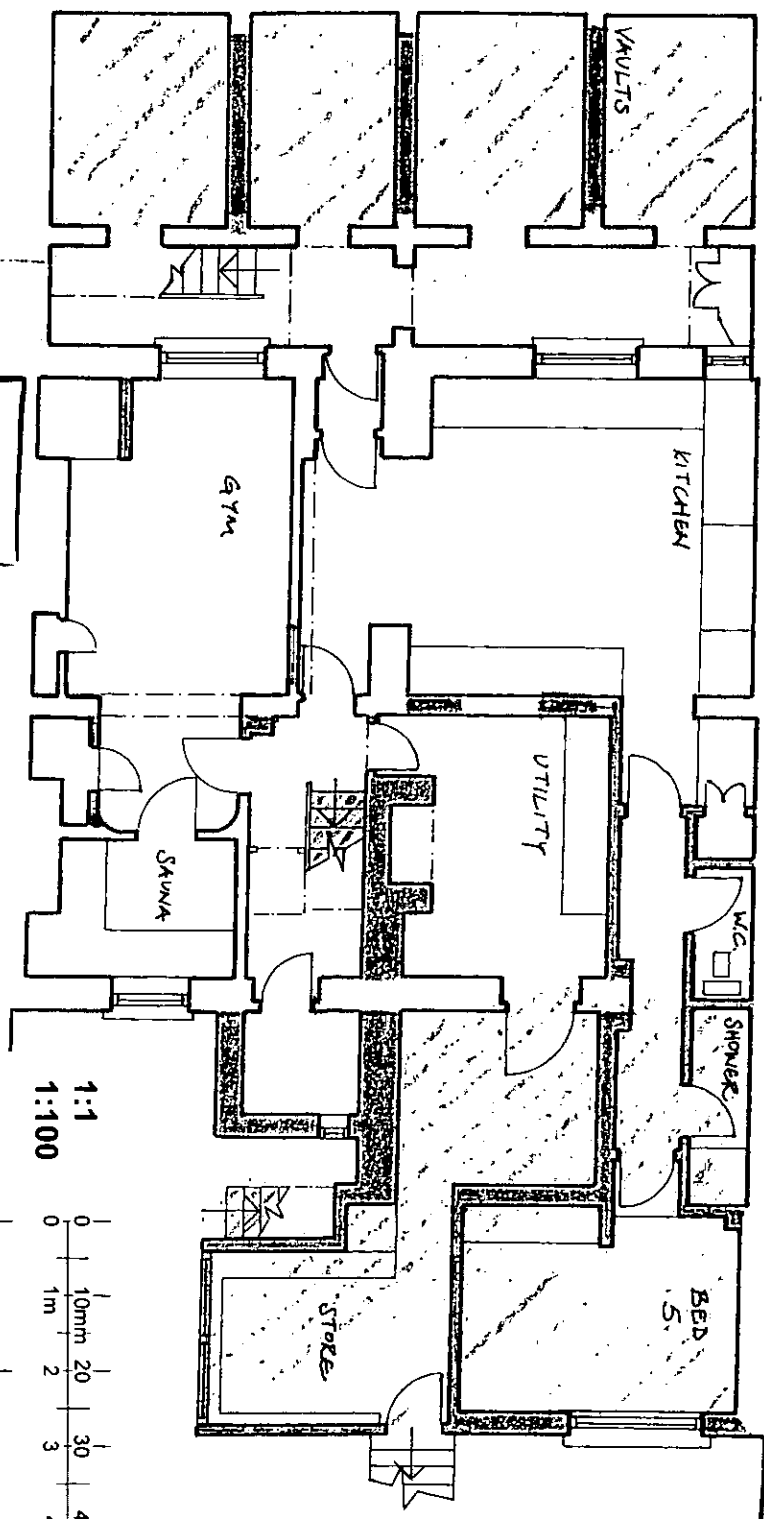 VAULTS
KITCHEN
GYM
UTILITY
SAUNA
W.C.
SHOWER
BED
5.
STORE
1:1
1:100
0 10mm 20 30
0 1m 2 3